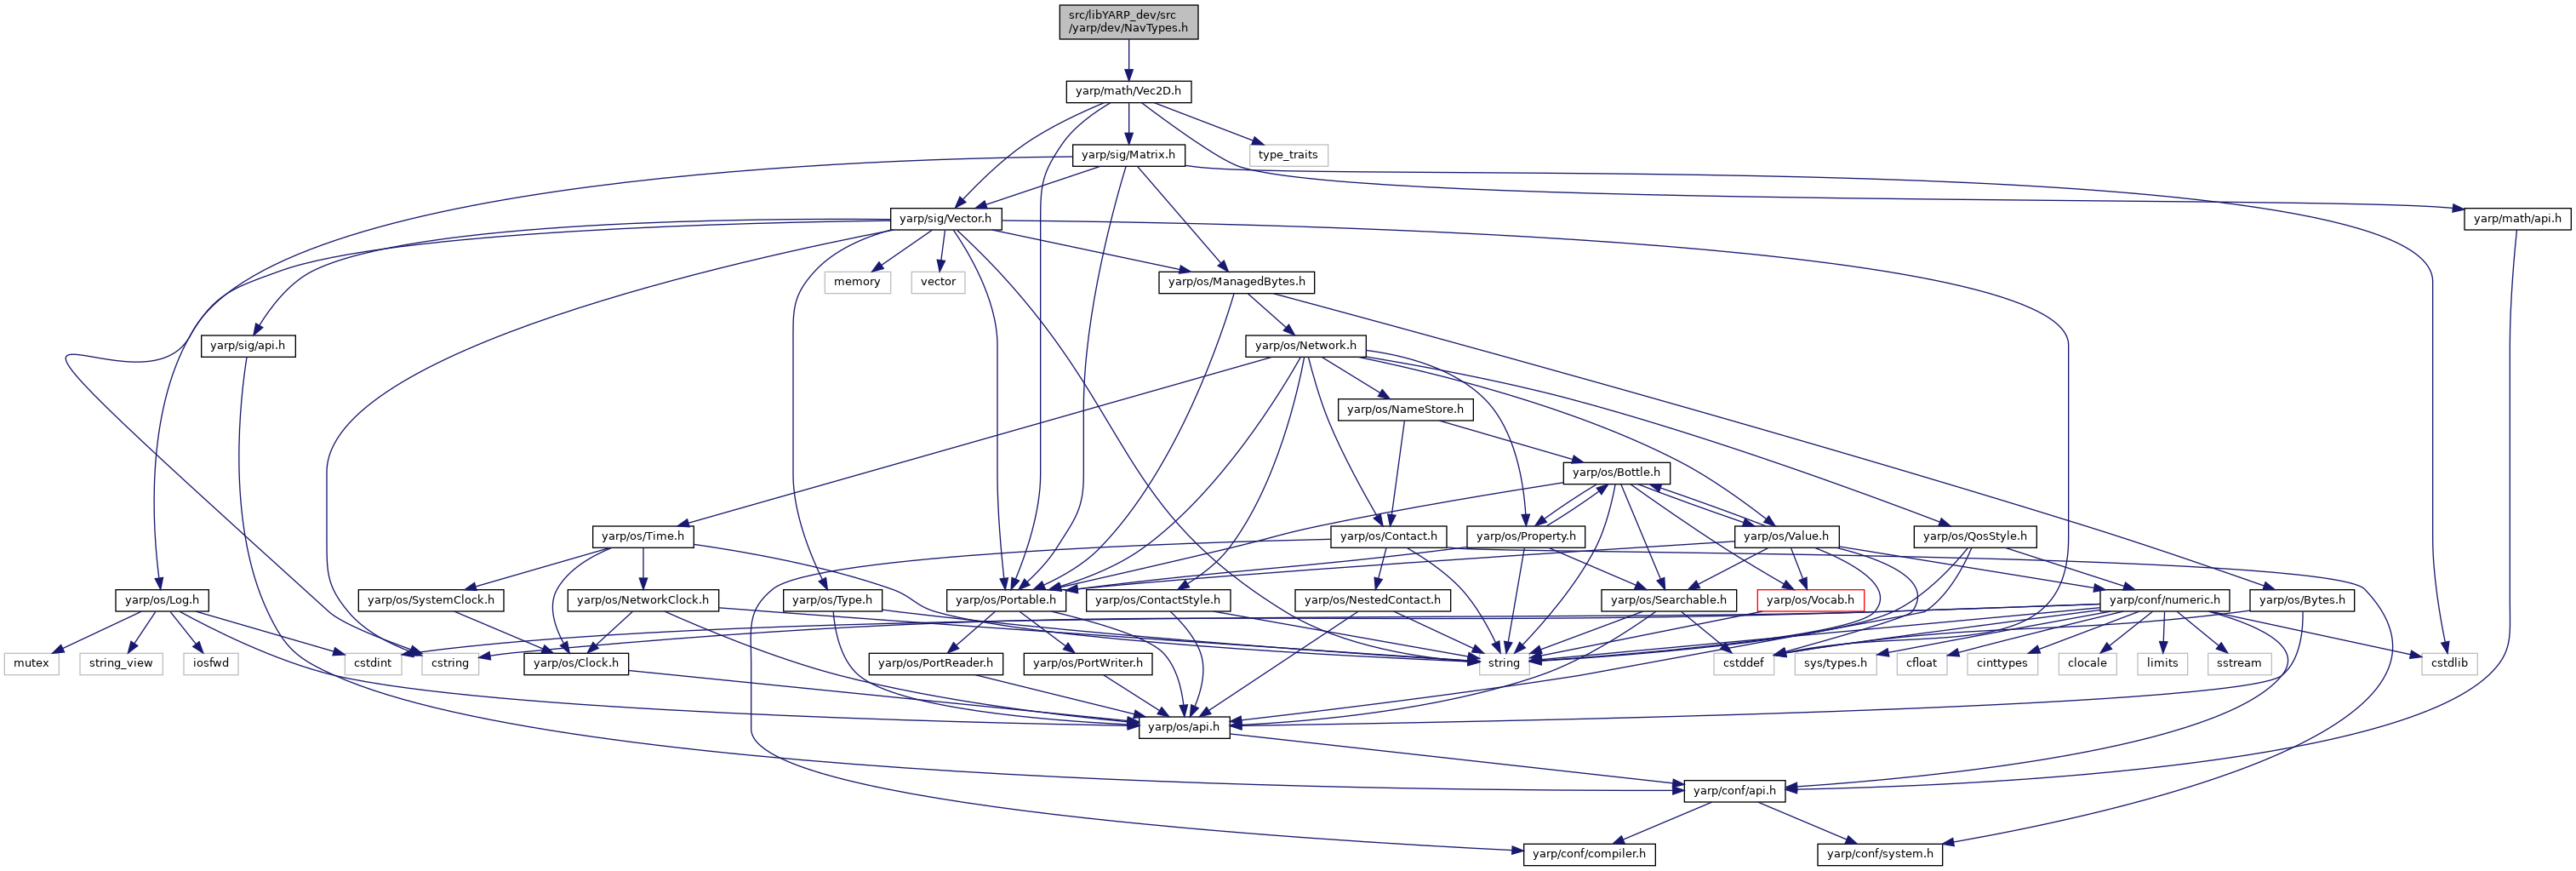 src/libYARP_dev/src
/yarp/dev/NavTypes.h
yarp/math/Vec2D.h
yarp/sig/Matrix.h
type_traits
yarp/sig/Vector.h
yarp/math/api.h
memory
vector
yarp/os/ManagedBytes.h
yarp/sig/api.h
yarp/os/Network.h
yarp/os/NameStore.h
yarp/os/Bottle.h
yarp/os/Time.h
yarp/os/Contact.h
yarp/os/Property.h
yarp/os/Value.h
yarp/os/QosStyle.h
yarp/os/Log.h
yarp/os/SystemClock.h
yarp/os/NetworkClock.h
yarp/os/Type.h
yarp/os/Portable.h
yarp/os/ContactStyle.h
yarp/os/NestedContact.h
yarp/os/Searchable.h
yarp/os/Vocab.h
yarp/conf/numeric.h
yarp/os/Bytes.h
mutex
string_view
iosfwd
cstdint
cstring
yarp/os/Clock.h
yarp/os/PortReader.h
yarp/os/PortWriter.h
string
cstddef
sys/types.h
cfloat
cinttypes
clocale
limits
sstream
cstdlib
yarp/os/api.h
yarp/conf/api.h
yarp/conf/compiler.h
yarp/conf/system.h